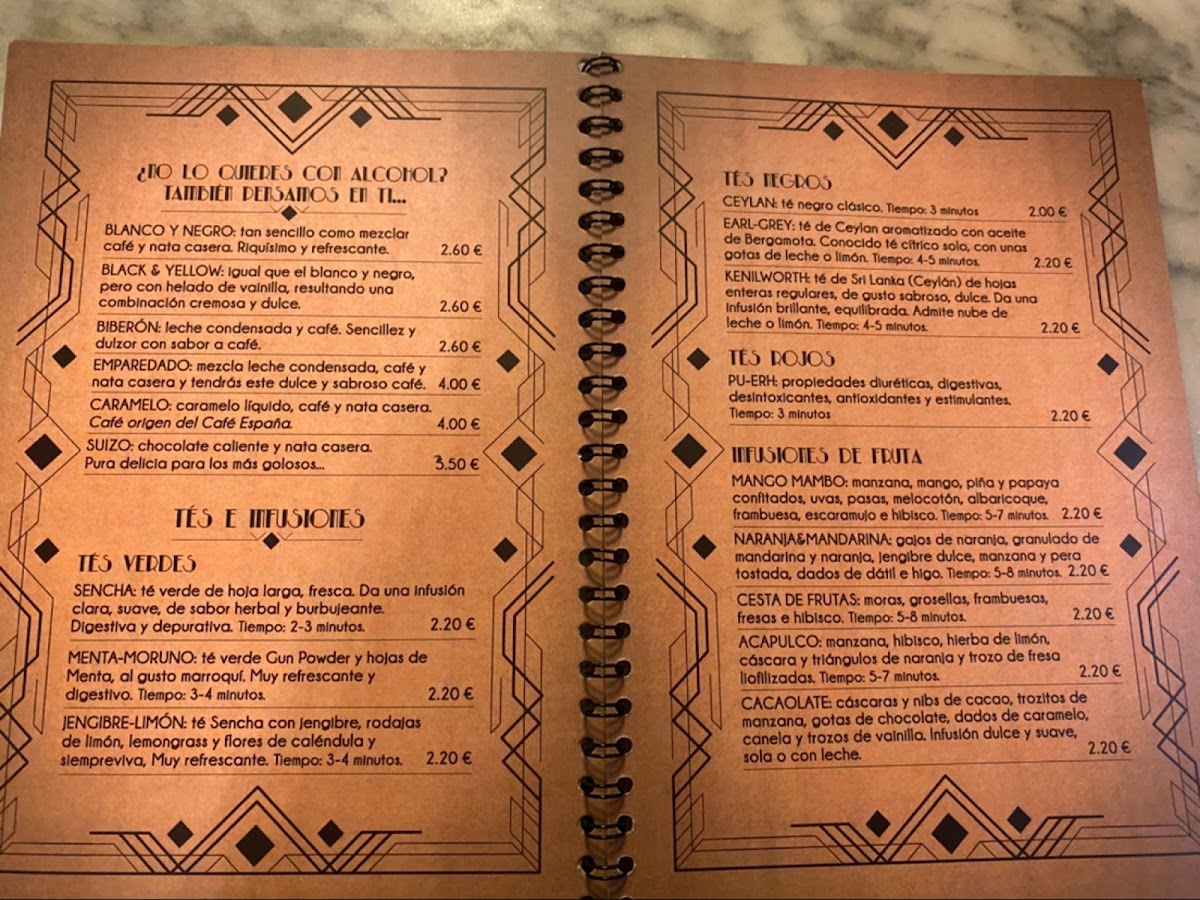 ¿NO LO QUIERES CON ALCOHOL?
TAMBIÉN PENSAMOS EN TI...
BLANCO Y NEGRO: tan sencillo como mezclar
café y nata casera. Riquísimo y refrescante. 2.60 €
BLACK & YELLOW: igual que el blanco y negro,
pero con helado de vainilla, resultando una
combinación cremosa y dulce. 2.60 €
BIBERÓN: leche condensada y café. Sencillez y
dulzor con sabor a café. 2.60 €
EMPAREDADO: mezcla leche condensada, café y
nata casera y tendrás este dulce y sabroso café. 4.00 €
CARAMELO: caramelo líquido, café y nata casera.
Café origen del Café España. 4.00 €
SUIZO: chocolate caliente y nata casera.
Pura delicia para los más golosos... 3.50 €
TÉS E INFUSIONES
TÉS VERDES
SENCHA: té verde de hoja larga, fresca. Da una infusión
clara, suave, de sabor herbal y burbujeante.
Digestiva y depurativa. Tiempo: 2-3 minutos. 2.20 €
MENTA-MORUNO: té verde Gun Powder y hojas de
Menta, al gusto marroquí. Muy refrescante y
digestivo. Tiempo: 3-4 minutos. 2.20 €
JENGIBRE-LIMÓN: té Sencha con jengibre, rodajas
de limón, lemongrass y flores de caléndula y
siempreviva, Muy refrescante. Tiempo: 3-4 minutos. 2.20 €
TÉS NEGROS
CEYLAN: té negro clásico. Tiempo: 3 minutos 2.00 €
EARL-GREY: té de Ceylan aromatizado con aceite
de Bergamota. Conocido té cítrico solo, con unas
gotas de leche o limón. Tiempo: 4-5 minutos. 2.20 €
KENILWORTH: té de Sri Lanka (Ceylán) de hojas
enteras regulares, de gusto sabroso, dulce. Da una
infusión brillante, equilibrada. Admite nube de
leche o limón. Tiempo: 4-5 minutos. 2.20 €
TÉS ROJOS
PU-ERH: propiedades diuréticas, digestivas,
desintoxicantes, antioxidantes y estimulantes.
Tiempo: 3 minutos 2.20 €
INFUSIONES DE FRUTA
MANGO MAMBO: manzana, mango, piña y papaya
confitados, uvas, pasas, melocotón, albaricoque,
frambuesa, escaramujo e hibisco. Tiempo: 5-7 minutos. 2.20 €
NARANJA&MANDARINA: gajos de naranja, granulado de
mandarina y naranja, jengibre dulce, manzana y pera
tostada, dados de dátil e higo. Tiempo: 5-8 minutos. 2.20 €
CESTA DE FRUTAS: moras, grosellas, frambuesas,
fresas e hibisco. Tiempo: 5-8 minutos. 2.20 €
ACAPULCO: manzana, hibisco, hierba de limón,
cáscara y triángulos de naranja y trozo de fresa
liofilizadas. Tiempo: 5-7 minutos. 2.20 €
CACAOLATE: cáscaras y nibs de cacao, trozitos de
manzana, gotas de chocolate, dados de caramelo,
canela y trozos de vainilla. Infusión dulce y suave,
sola o con leche. 2.20 €